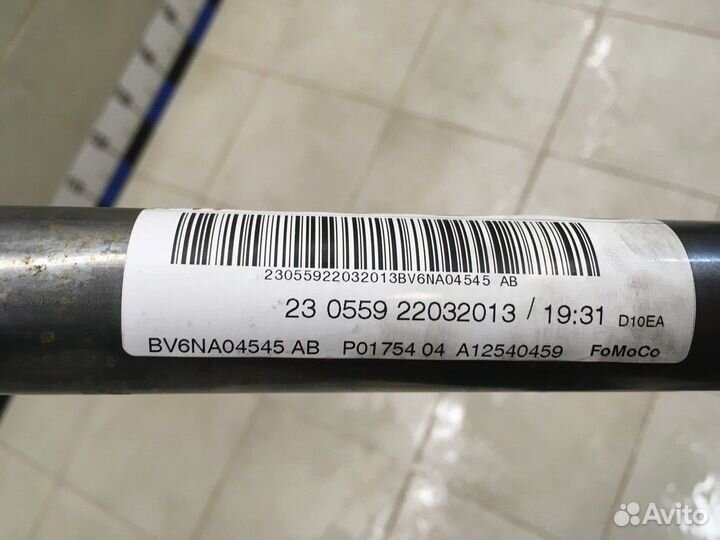 23055922032013BV6NA04545 AB
23 0559 22032013 / 19:31 D10EA
BV6NA04545 AB P01754 04 A12540459 FoMoCo
Avito